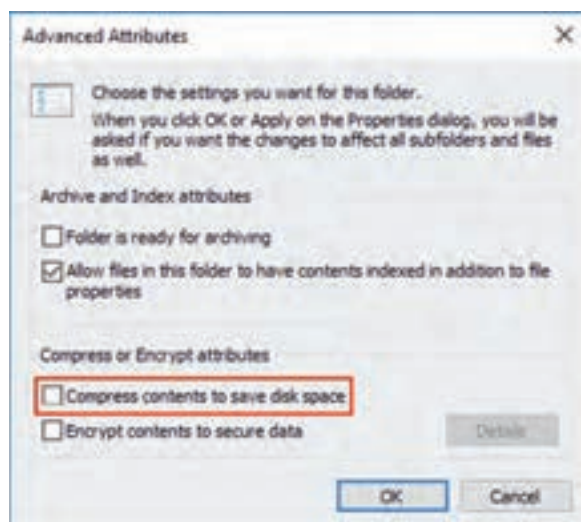 Advanced Attributes
Choose the settings you want for this folder.
When you click OK or Apply on the Properties dialog, you will be
asked if you want the changes to affect all subfolders and files
as well.
Archive and Index attributes
Folder is ready for archiving
Allow files in this folder to have contents indexed in addition to file
properties
Compress or Encrypt attributes
Compress contents to save disk space
Encrypt contents to secure data
Details
OK
Cancel